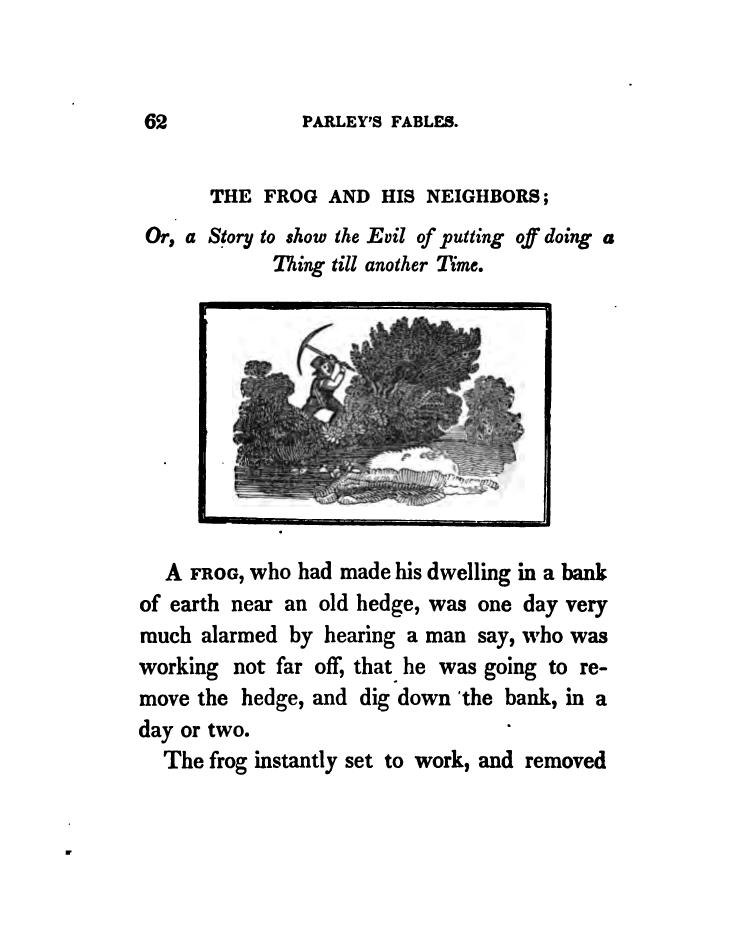 62 PARLEY'S FABLES.
THE FROG AND HIS NEIGHBORS;
Or, a Story to show the Evil of putting off doing a
Thing till another Time.
A FROG, who had made his dwelling in a bank
of earth near an old hedge, was one day very
much alarmed by hearing a man say, who was
working not far off, that he was going to re-
move the hedge, and dig down the bank, in a
day or two.
The frog instantly set to work, and removed